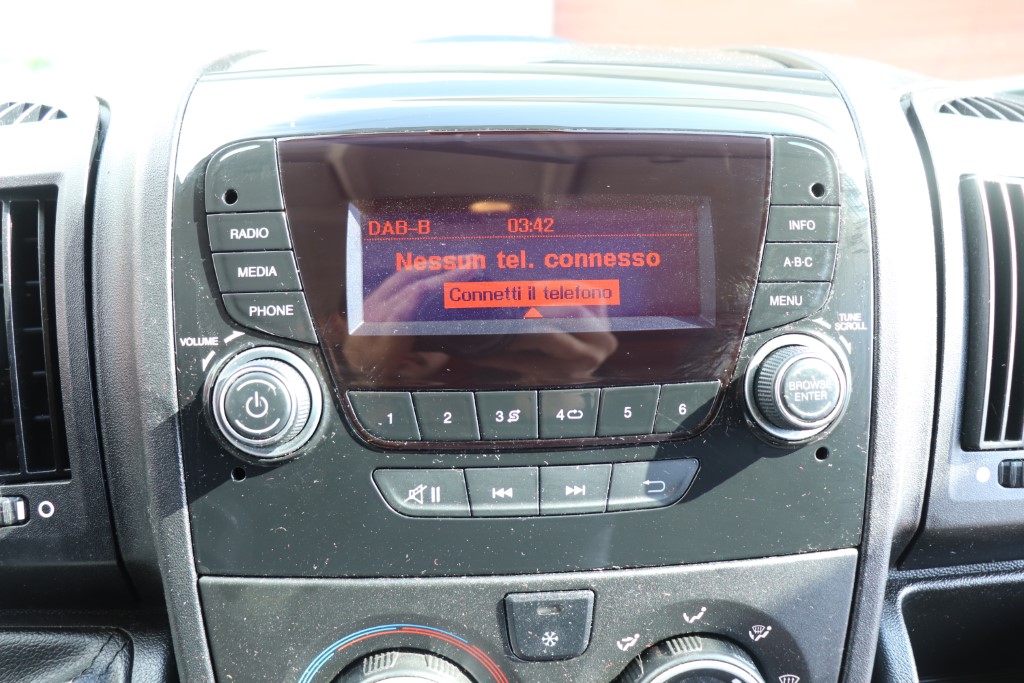 DAB-B 03:42
Nessun tel. connesso
Connetti il telefono
RADIO
MEDIA
PHONE
INFO
A·B·C
MENU
VOLUME
TUNE
SCROLL
BROWSE
ENTER
1 2 3 4 5 6